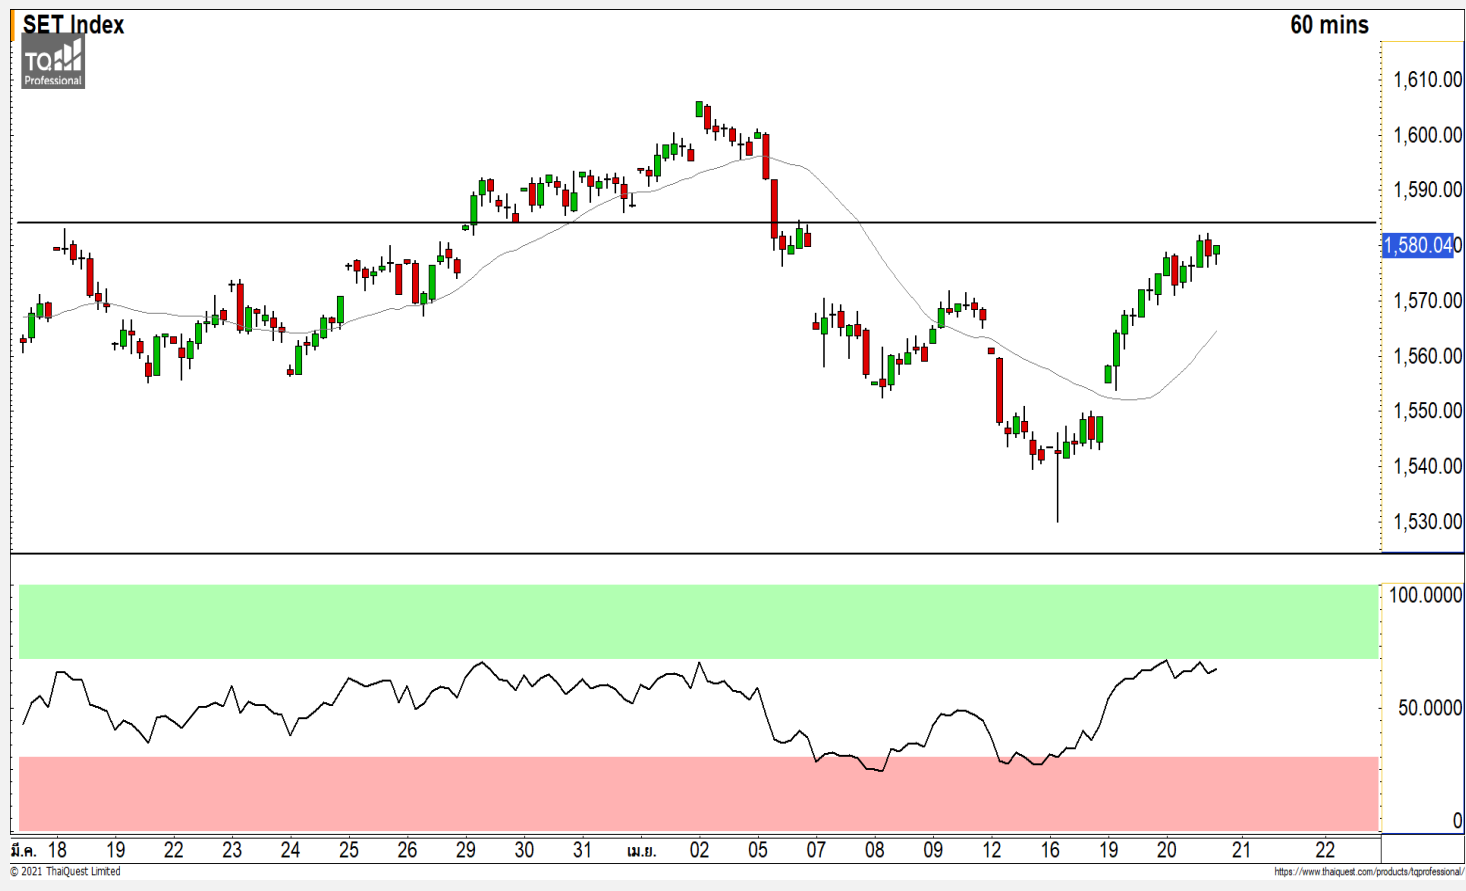 SET Index
60 mins
TQ
Professional
1,610.00
1,600.00
1,590.00
1,580.04
1,570.00
1,560.00
1,550.00
1,540.00
1,530.00
100.0000
50.0000
0
มี.ค. 18 19 22 23 24 25 26 29 30 31 เม.ย. 02 05 07 08 09 12 16 19 20 21 22
© 2021 ThaiQuest Limited
https://www.thaiquest.com/products/tqprofessional/